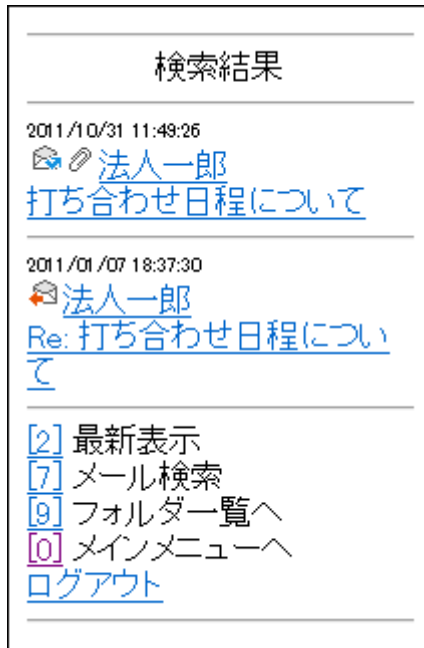 検索結果
2011/10/31 11:49:26
法人一郎
打ち合わせ日程について
2011/01/07 18:37:30
法人一郎
Re: 打ち合わせ日程につい
て
[2] 最新表示
[7] メール検索
[9] フォルダ一覧へ
[0] メインメニューへ
ログアウト